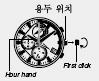 용두 위치
First click
Hour hand